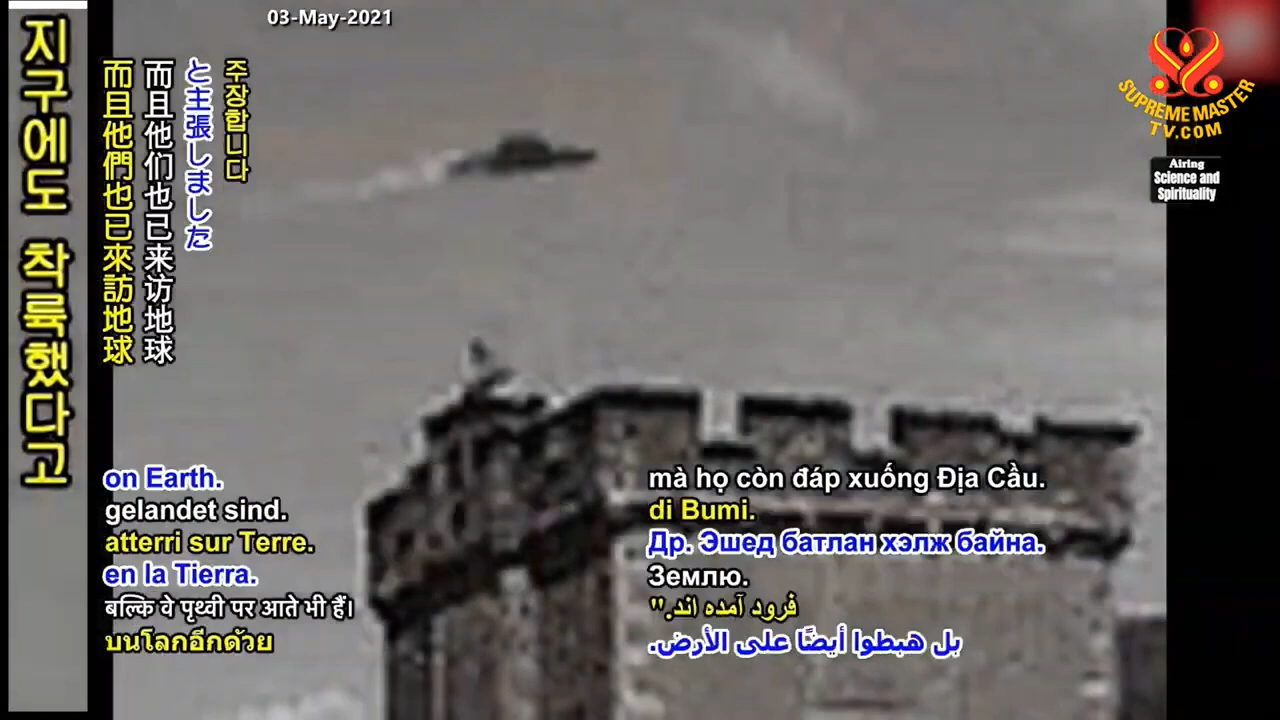 03-May-2021
지구에도 착륙했다고
주장합니다
と主張しました
而且他们也已来访地球
而且他們也已來訪地球
SUPREME MASTER
TV.COM
Airing
Science and
Spirituality
on Earth.
gelandet sind.
atterri sur Terre.
en la Tierra.
बल्कि वे पृथ्वी पर आते भी हैं।
บนโลกอีกด้วย
mà họ còn đáp xuống Địa Cầu.
di Bumi.
Др. Эшед батлан хэлж байна.
Землю.
فرود آمده اند."
بل هبطوا أيضًا على الأرض.